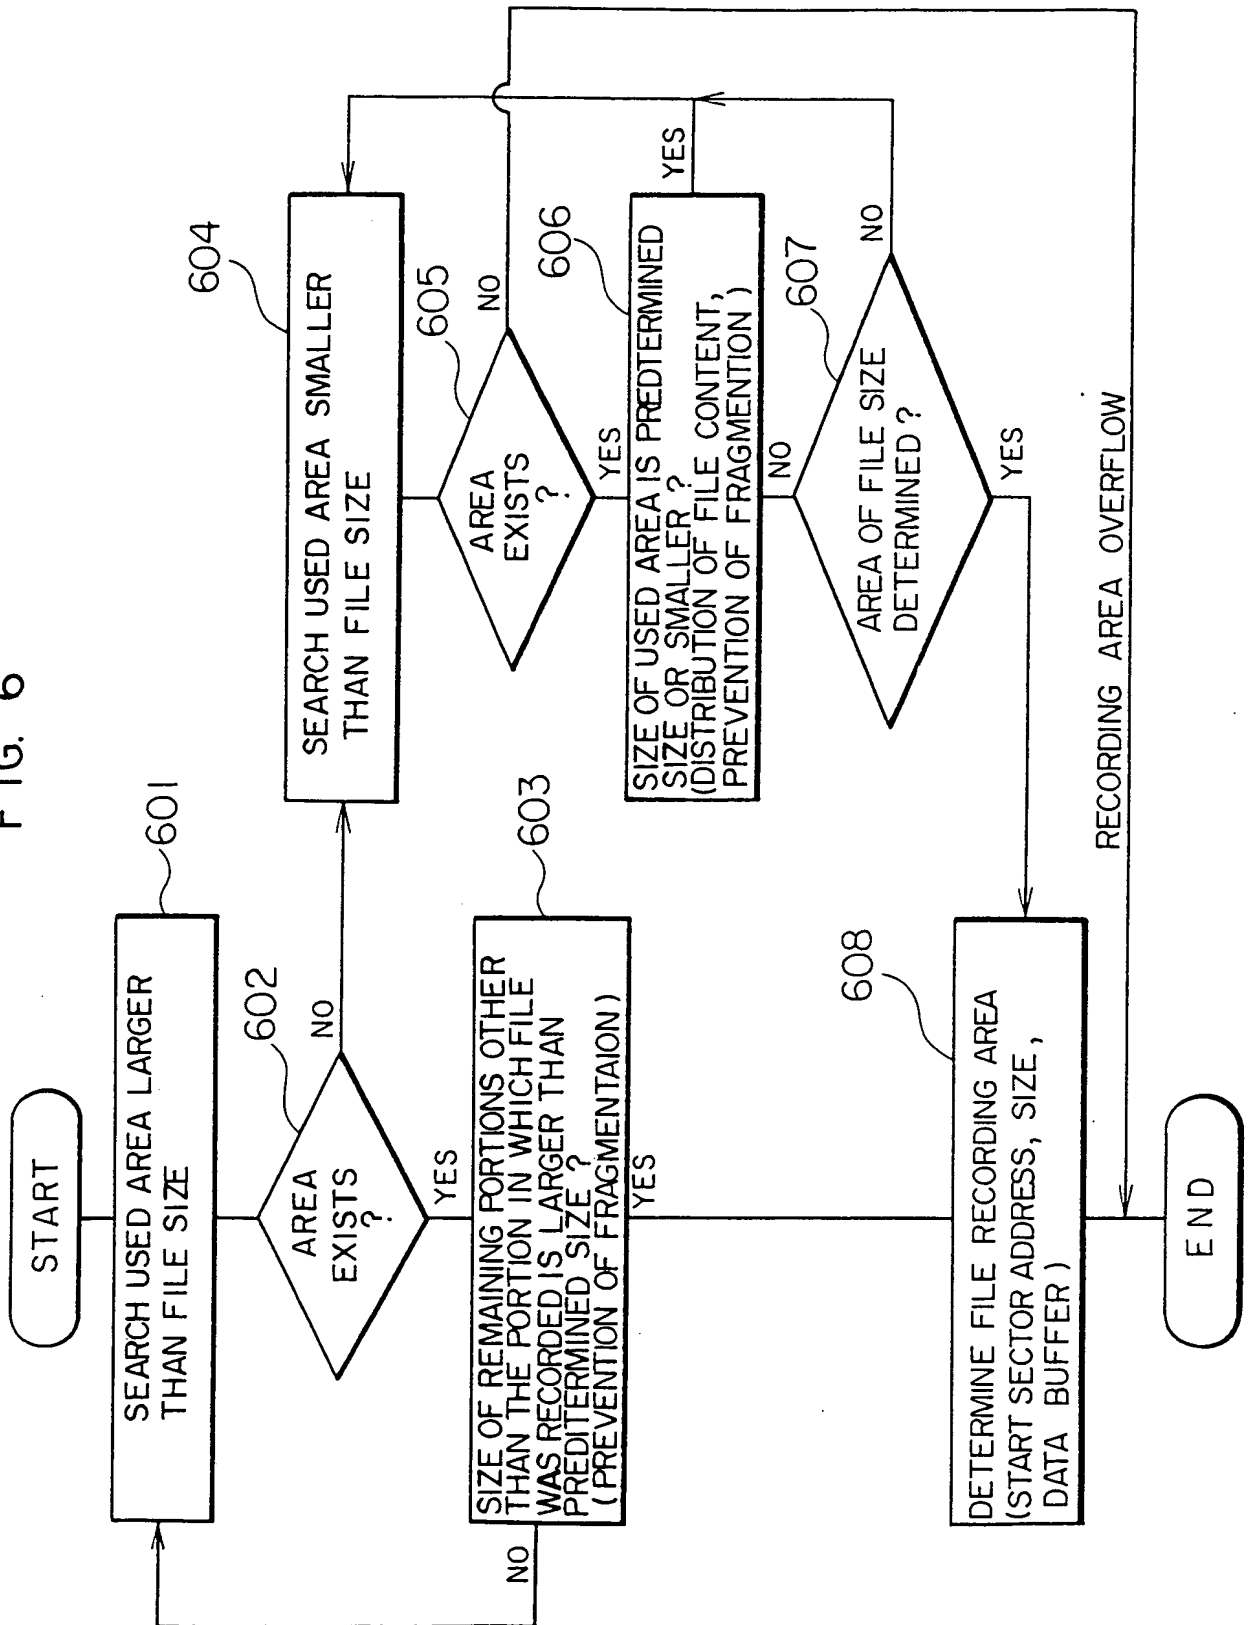 FIG. 6
START
601
SEARCH USED AREA LARGER
THAN FILE SIZE
602
AREA
EXISTS
?
NO
YES
603
SIZE OF REMAINING PORTIONS OTHER
THAN THE PORTION IN WHICH FILE
WAS RECORDED IS LARGER THAN
PREDITERMINED SIZE ?
(PREVENTION OF FRAGMENTAION)
NO
YES
604
SEARCH USED AREA SMALLER
THAN FILE SIZE
605
AREA
EXISTS
?
NO
YES
606
SIZE OF USED AREA IS PREDTERMINED
SIZE OR SMALLER ?
(DISTRIBUTION OF FILE CONTENT,
PREVENTION OF FRAGMENTION)
YES
NO
607
AREA OF FILE SIZE
DETERMINED ?
NO
YES
608
DETERMINE FILE RECORDING AREA
(START SECTOR ADDRESS, SIZE,
DATA BUFFER)
RECORDING AREA OVERFLOW
END